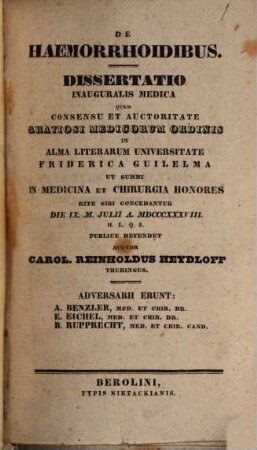 DE
HAEMORRHOIDIBUS.
DISSERTATIO
INAUGURALIS MEDICA
QUAM
CONSENSU ET AUCTORITATE
GRATIOSI MEDICORUM ORDINIS
IN
ALMA LITERARUM UNIVERSITATE
FRIDERICA GUILELMA
UT SUMMI
IN MEDICINA ET CHIRURGIA HONORES
RITE SIBI CONCEDANTUR
DIE IX. M. JULII A. MDCCCXXXVIII.
H. L. Q. S.
PUBLICE DEFENDET
AUCTOR
CAROL. REINHOLDUS HEYDLOFF
THURINGUS.
ADVERSARII ERUNT:
A. BENZLER, MED. ET CHIR. DR.
E. EICHEL, MED. ET CHIR. DR.
B. RUPPRECHT, MED. ET CHIR. CAND.
BEROLINI,
TYPIS NIETACKIANIS.